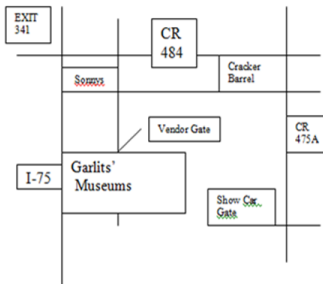 EXIT
341
CR
484
Sonnys
Cracker
Barrel
Vendor Gate
CR
475A
I-75
Garlits'
Museums
Show Car
Gate